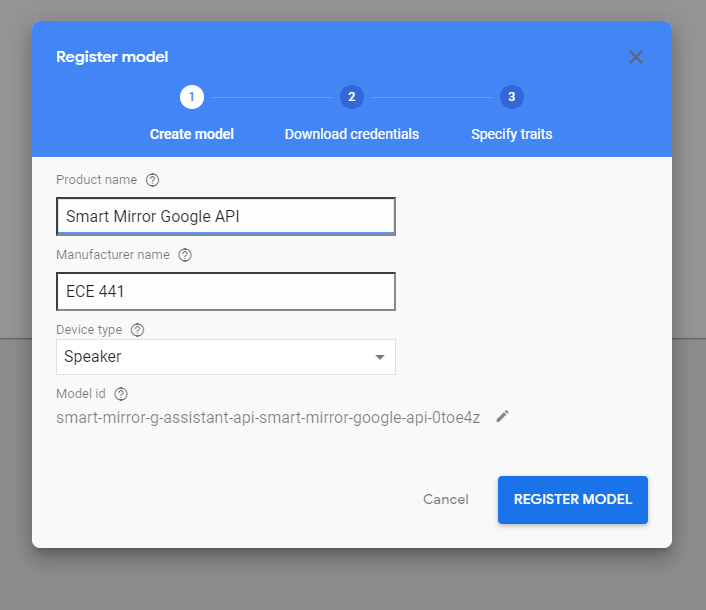 Register model
1 2 3
Create model Download credentials Specify traits
Product name
Smart Mirror Google API
Manufacturer name
ECE 441
Device type
Speaker
Model id
smart-mirror-g-assistant-api-smart-mirror-google-api-0toe4z
Cancel REGISTER MODEL